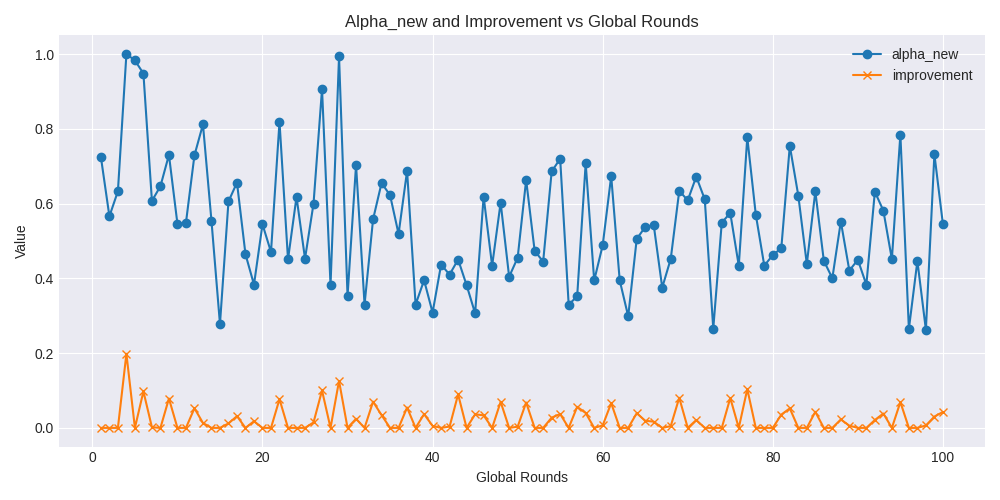 Alpha_new and Improvement vs Global Rounds
alpha_new
improvement
Value
1.0
0.8
0.6
0.4
0.2
0.0
0
20
40
60
80
100
Global Rounds